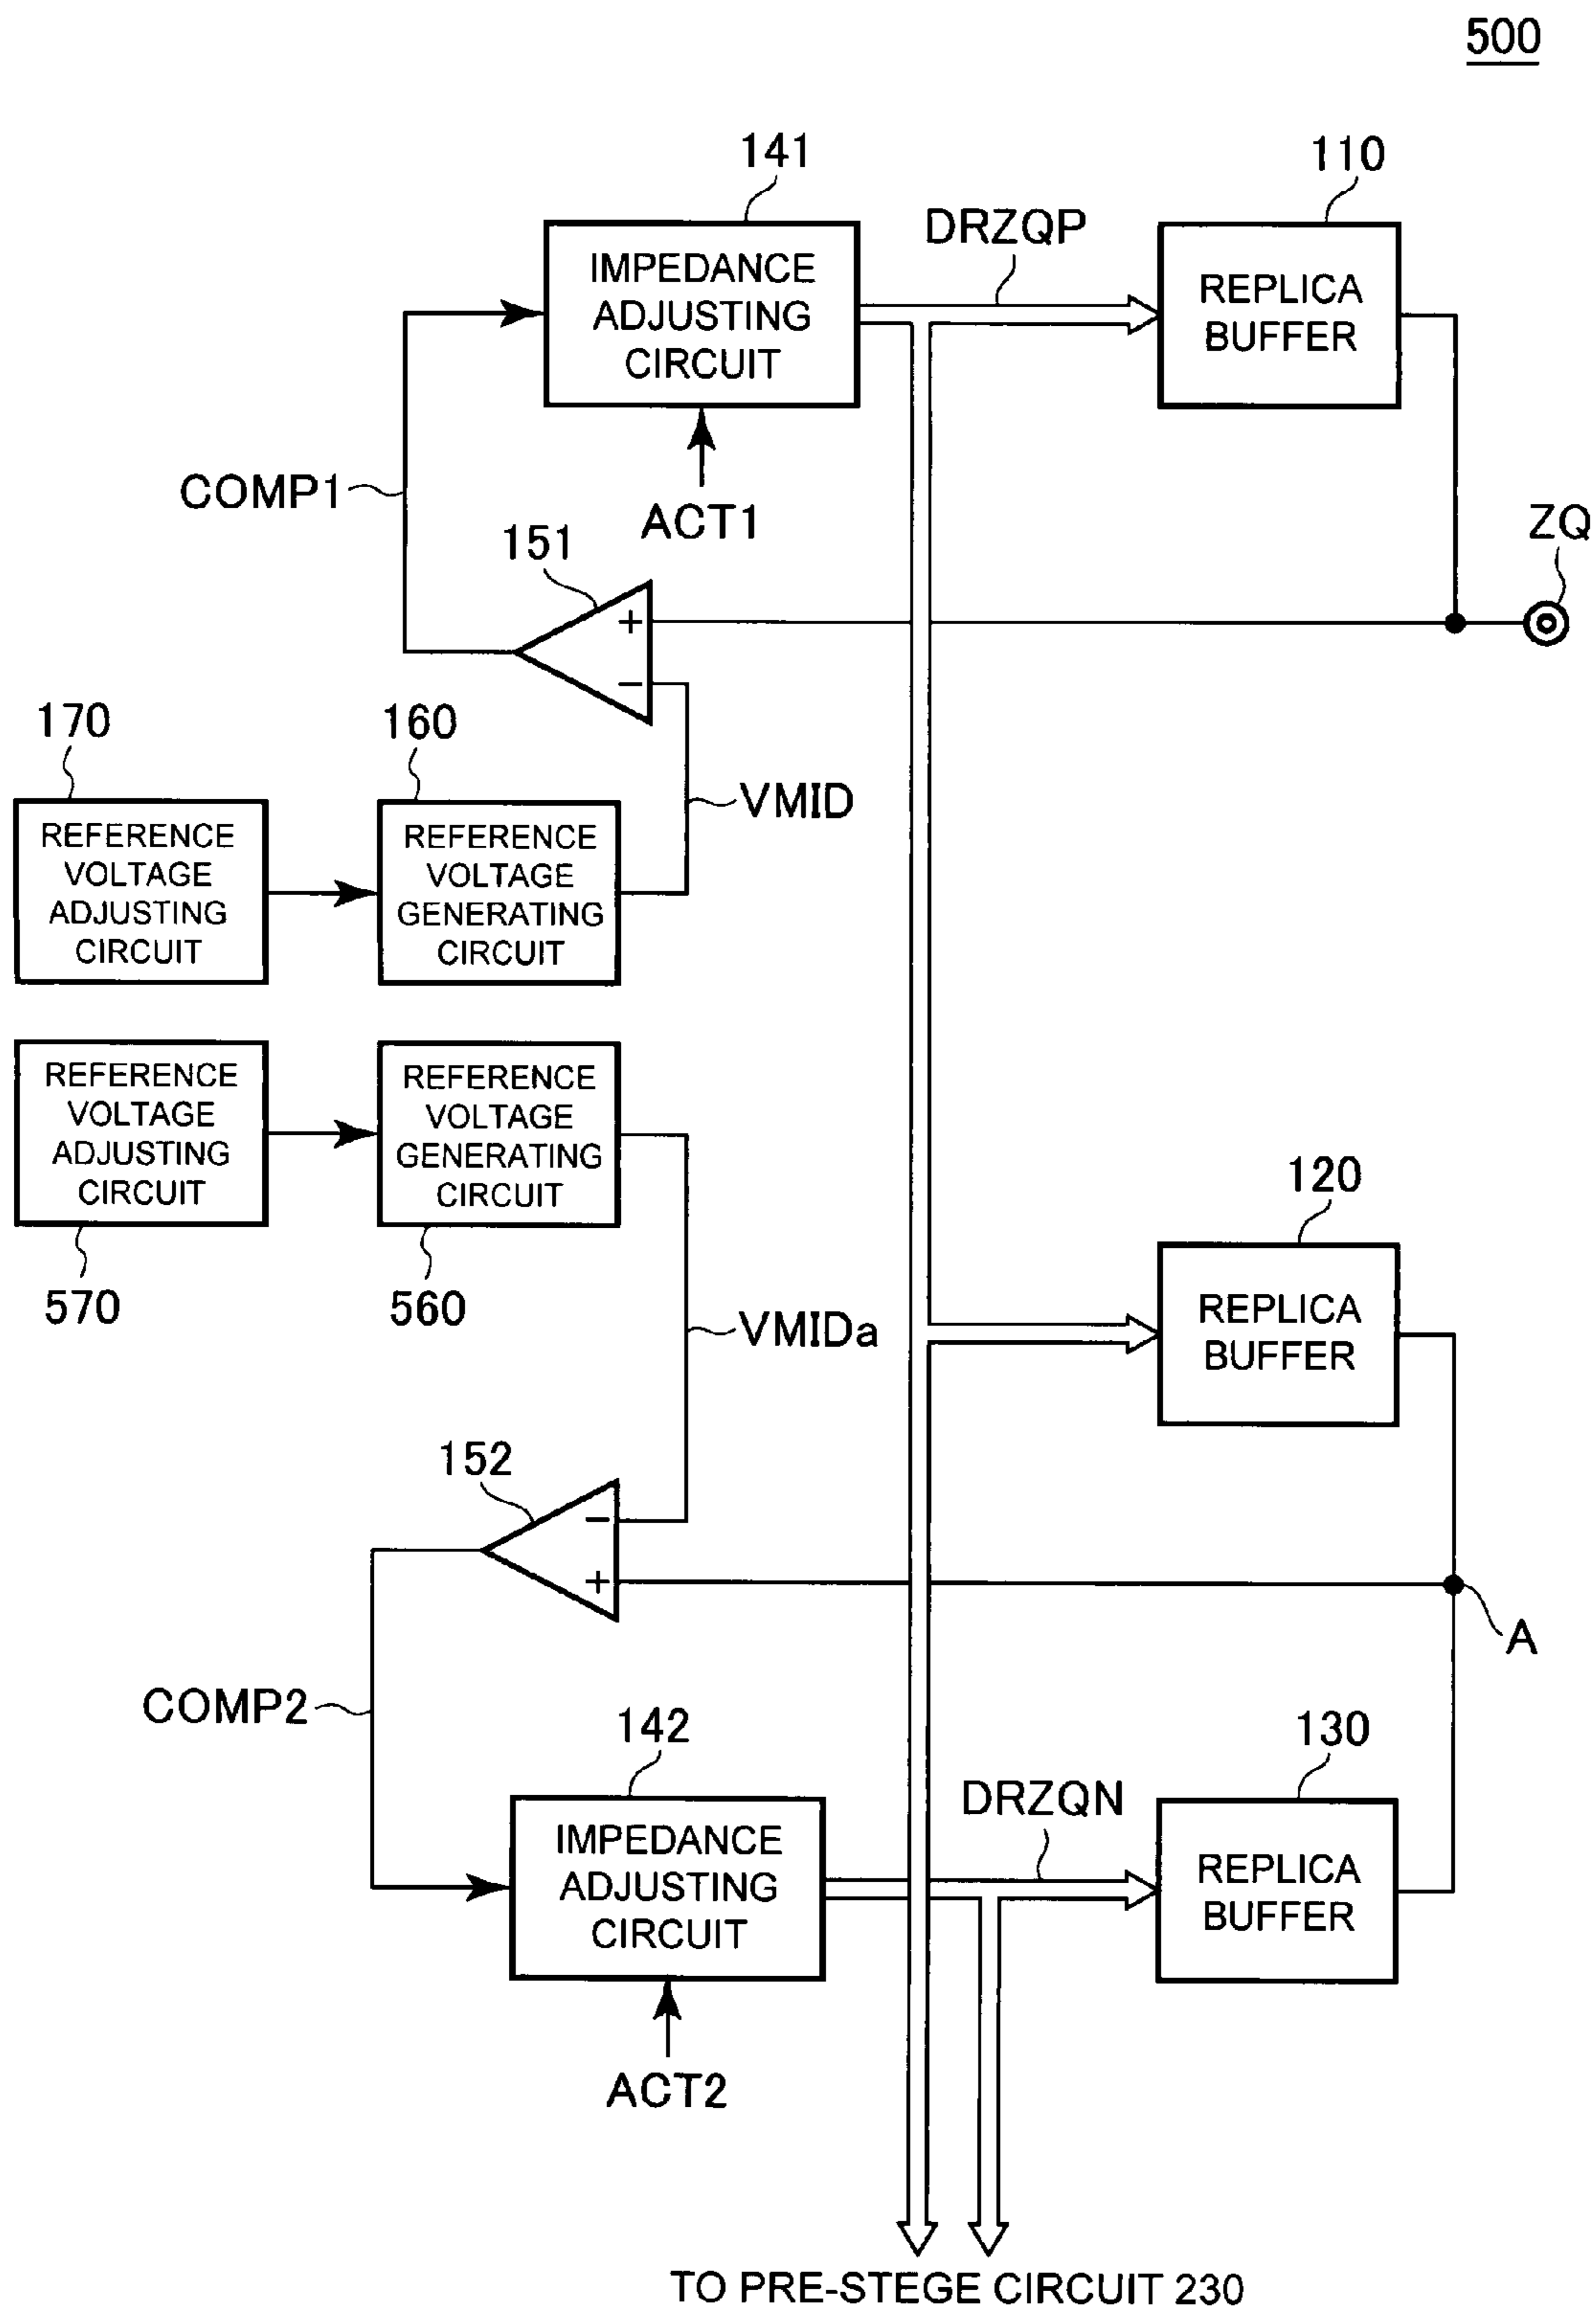 500
141
110
DRZQP
IMPEDANCE
ADJUSTING
CIRCUIT
REPLICA
BUFFER
COMP1
ACT1
ZQ
151
+
−
170
160
VMID
REFERENCE
VOLTAGE
ADJUSTING
CIRCUIT
REFERENCE
VOLTAGE
GENERATING
CIRCUIT
REFERENCE
VOLTAGE
ADJUSTING
CIRCUIT
REFERENCE
VOLTAGE
GENERATING
CIRCUIT
570
560
VMIDa
120
REPLICA
BUFFER
152
−
+
A
COMP2
142
130
DRZQN
IMPEDANCE
ADJUSTING
CIRCUIT
REPLICA
BUFFER
ACT2
TO PRE-STEGE CIRCUIT 230